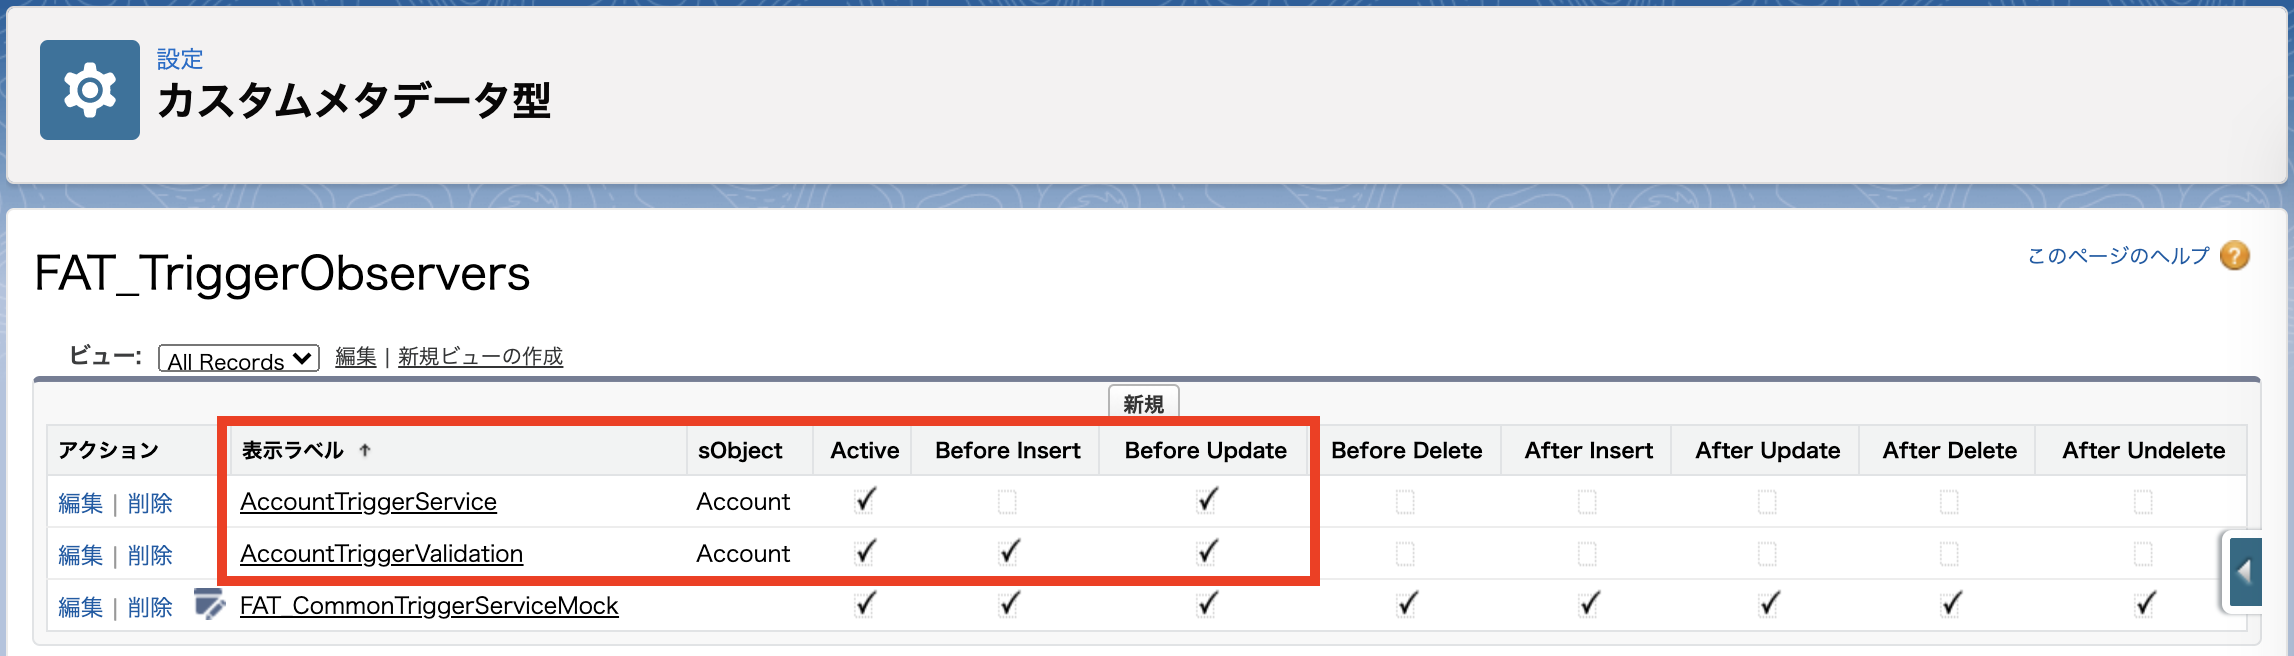 設定
カスタムメタデータ型
FAT_TriggerObservers
このページのヘルプ ?
ビュー: All Records 編集 | 新規ビューの作成
新規
アクション 表示ラベル ↑ sObject Active Before Insert Before Update Before Delete After Insert After Update After Delete After Undelete
編集 | 削除 AccountTriggerService Account
編集 | 削除 AccountTriggerValidation Account
編集 | 削除 FAT_CommonTriggerServiceMock